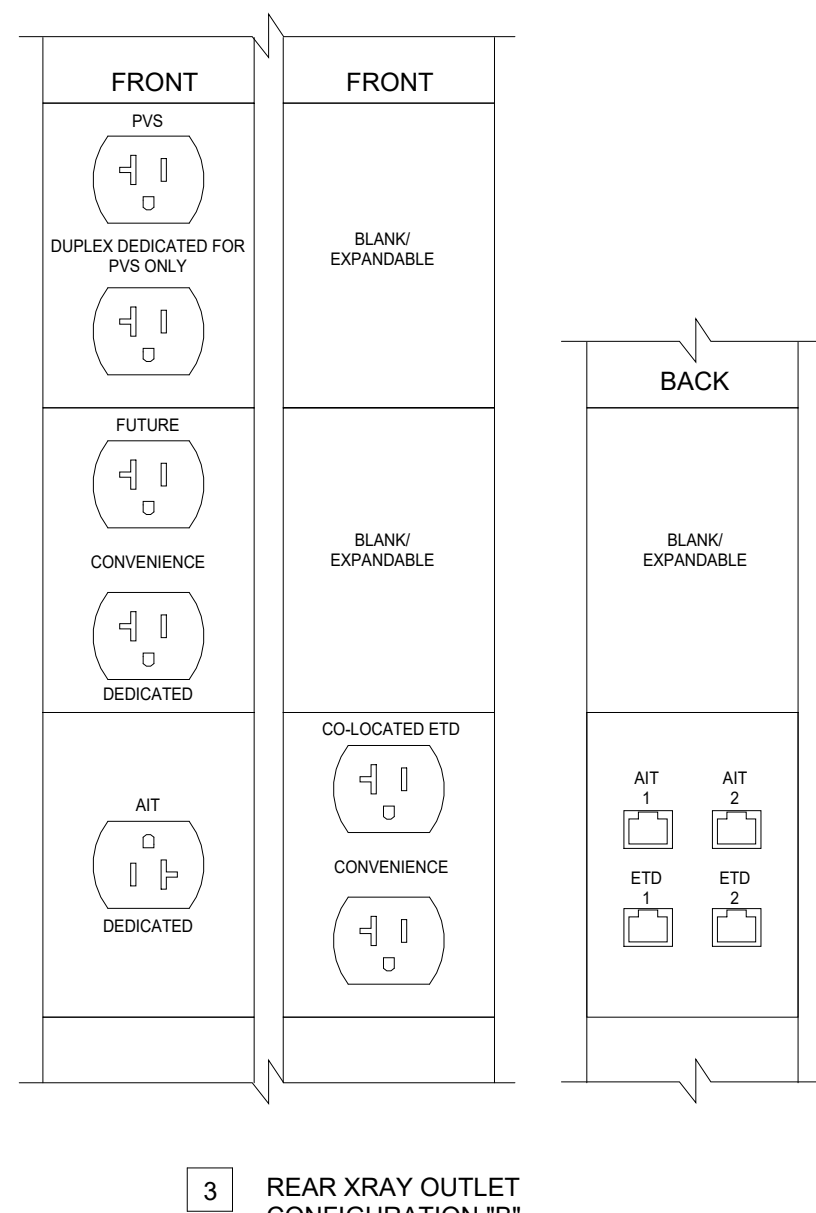 FRONT
PVS
DUPLEX DEDICATED FOR
PVS ONLY
FUTURE
CONVENIENCE
DEDICATED
AIT
DEDICATED
FRONT
BLANK/
EXPANDABLE
BLANK/
EXPANDABLE
CO-LOCATED ETD
CONVENIENCE
BACK
BLANK/
EXPANDABLE
AIT AIT
1 2
ETD ETD
1 2
3 REAR XRAY OUTLET
CONFIGURATION "B"